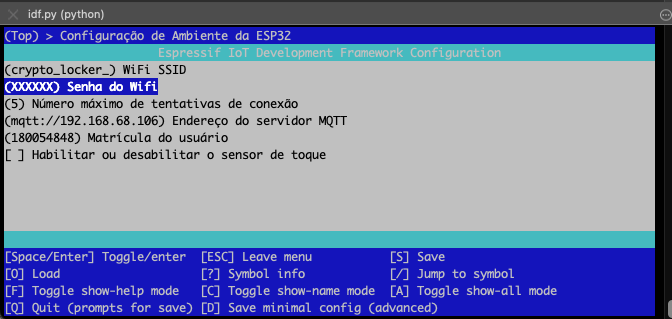 idf.py (python)
(Top) > Configuração de Ambiente da ESP32
Espressif IoT Development Framework Configuration
(crypto_locker_) WiFi SSID
(XXXXXX) Senha do Wifi
(5) Número máximo de tentativas de conexão
(mqtt://192.168.68.106) Endereço do servidor MQTT
(180054848) Matrícula do usuário
[ ] Habilitar ou desabilitar o sensor de toque
[Space/Enter] Toggle/enter [ESC] Leave menu [S] Save
[O] Load [?] Symbol info [/] Jump to symbol
[F] Toggle show-help mode [C] Toggle show-name mode [A] Toggle show-all mode
[Q] Quit (prompts for save) [D] Save minimal config (advanced)